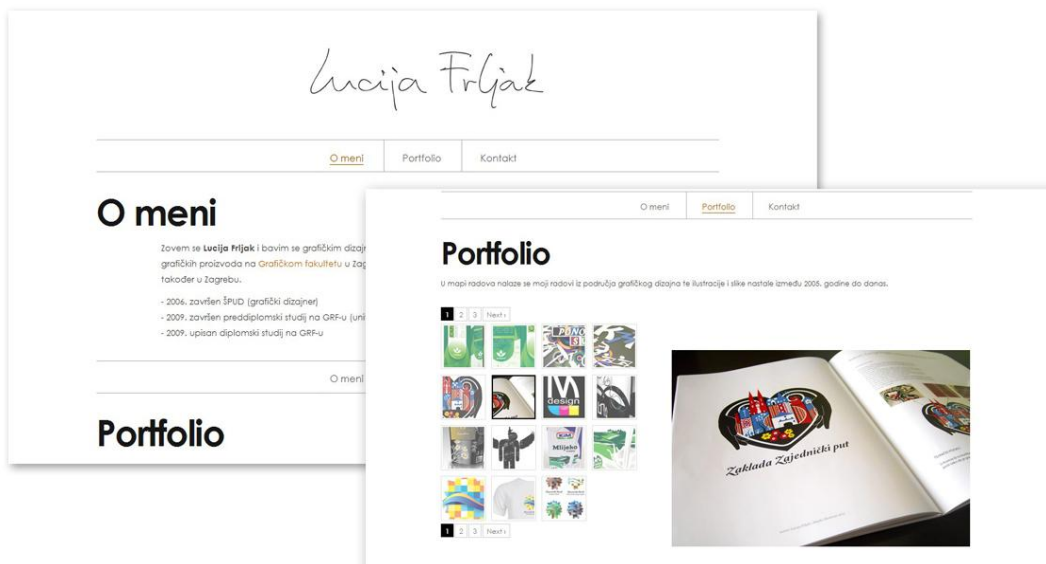 Lucija Frljak
O meni Portfolio Kontakt
O meni
Zovem se Lucija Frljak i bavim se grafičkim dizajn
grafičkih proizvoda na Grafičkom fakultetu u Zag
također u Zagrebu.
- 2006. završen ŠPUD (grafički dizajner)
- 2009. završen preddiplomski studij na GRF-u (uni
- 2009. upisan diplomski studij na GRF-u
O meni
Portfolio
O meni Portfolio Kontakt
Portfolio
U mapi radova nalaze se moji radovi iz područja grafičkog dizajna te ilustracije i slike nastale između 2005. godine do danas.
1 2 3 Next ›
design
Mlijeko
1 2 3 Next ›
Zaklada Zajednički put